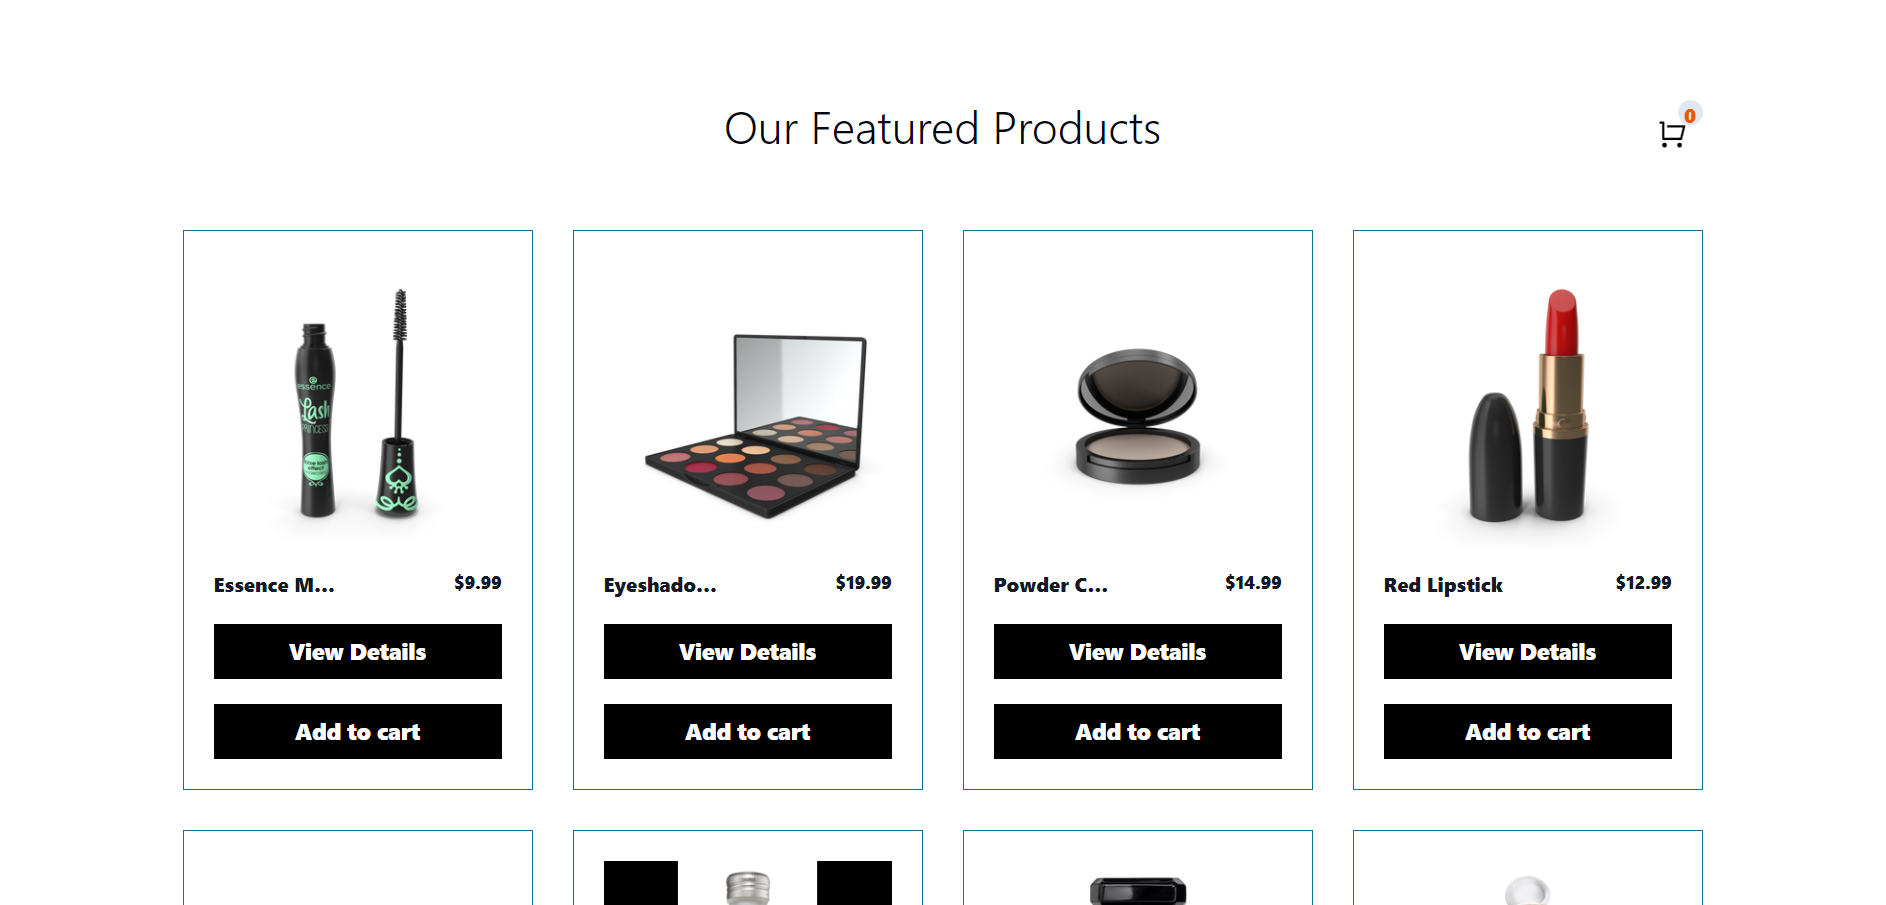 Our Featured Products
0
essence
Lash
PRINCESS
Essence M...
$9.99
Eyeshado...
$19.99
Powder C...
$14.99
Red Lipstick
$12.99
View Details
View Details
View Details
View Details
Add to cart
Add to cart
Add to cart
Add to cart